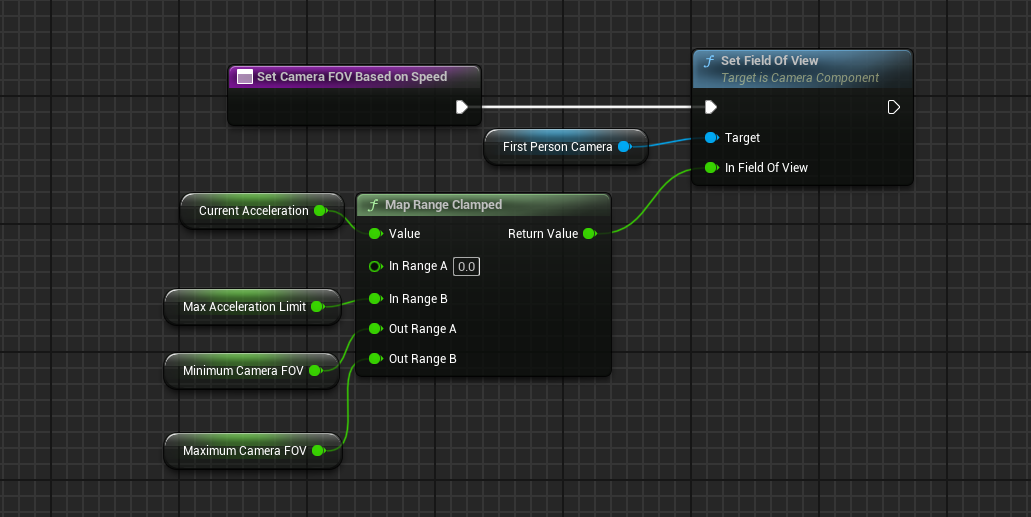 Set Camera FOV Based on Speed
Set Field Of View
Target is Camera Component
First Person Camera
Target
In Field Of View
Current Acceleration
Map Range Clamped
Value
Return Value
In Range A 0.0
Max Acceleration Limit
In Range B
Out Range A
Minimum Camera FOV
Out Range B
Maximum Camera FOV